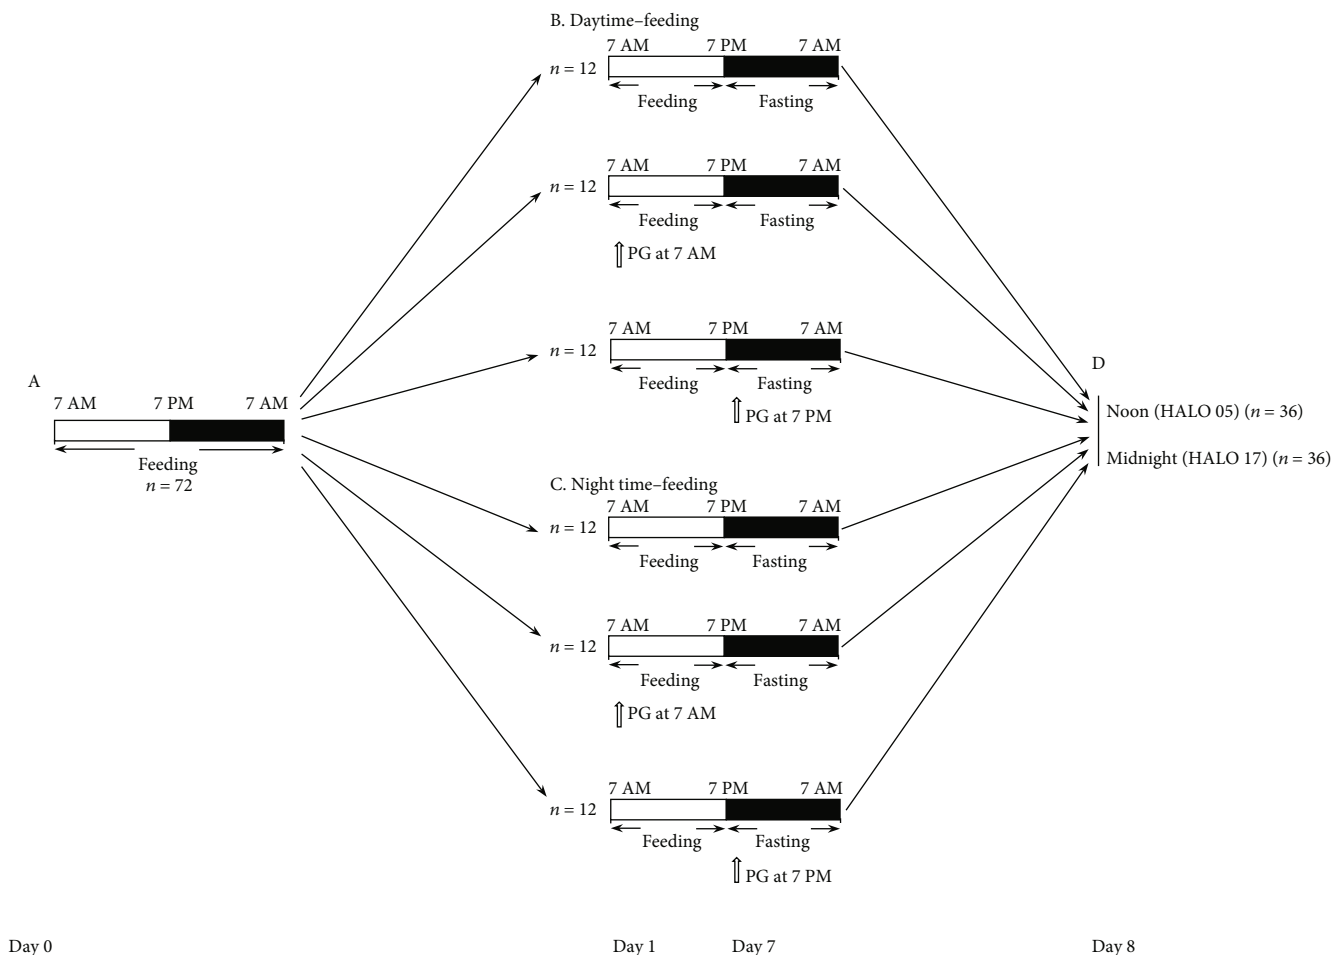 B. Daytime–feeding
7 AM 7 PM 7 AM
n = 12
Feeding Fasting
7 AM 7 PM 7 AM
n = 12
Feeding Fasting
PG at 7 AM
7 AM 7 PM 7 AM
n = 12
Feeding Fasting
PG at 7 PM
A
7 AM 7 PM 7 AM
Feeding
n = 72
C. Night time–feeding
7 AM 7 PM 7 AM
n = 12
Feeding Fasting
7 AM 7 PM 7 AM
n = 12
Feeding Fasting
PG at 7 AM
7 AM 7 PM 7 AM
n = 12
Feeding Fasting
PG at 7 PM
D
Noon (HALO 05) (n = 36)
Midnight (HALO 17) (n = 36)
Day 0 Day 1 Day 7 Day 8